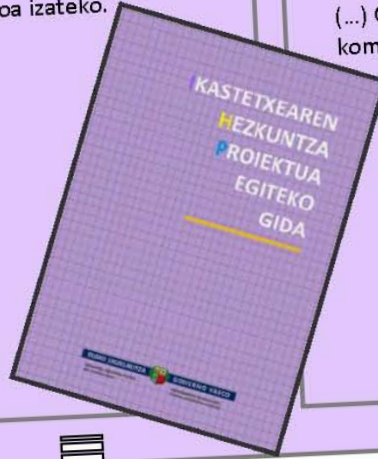 oa izateko.
(...)
kom
IKASTETXEAREN
HEZKUNTZA
PROIEKTUA
EGITEKO
GIDA
EUSKO JAURLARITZA
GOBIERNO VASCO